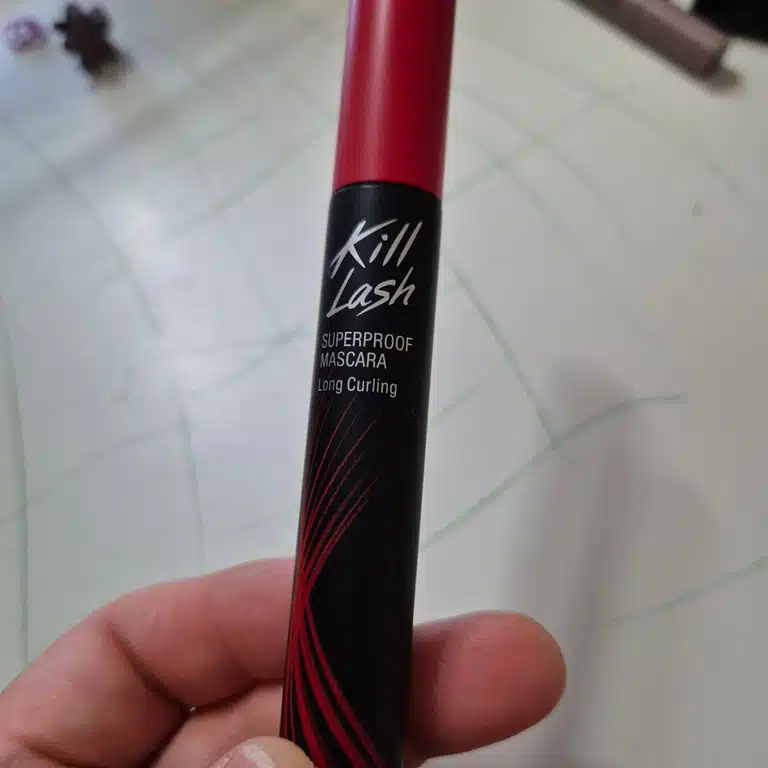 Kill
Lash
SUPERPROOF
MASCARA
Long Curling